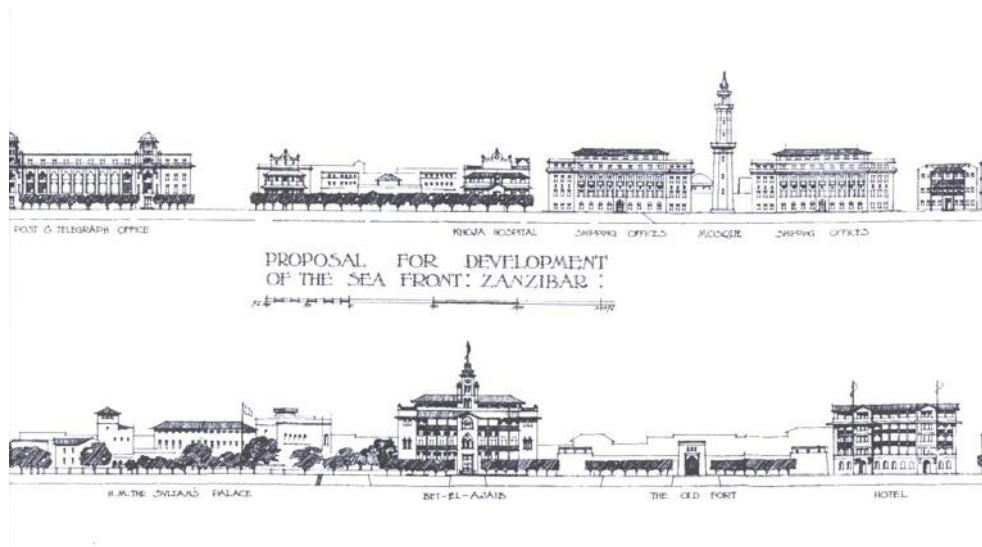 POST & TELEGRAPH OFFICE
KHOJA HOSPITAL
SHIPPING OFFICES
MOSQUE
SHIPPING OFFICES
PROPOSAL FOR DEVELOPMENT
OF THE SEA FRONT: ZANZIBAR:
H.M. THE SULTAN'S PALACE
BET-EL-AJAIB
THE OLD FORT
HOTEL